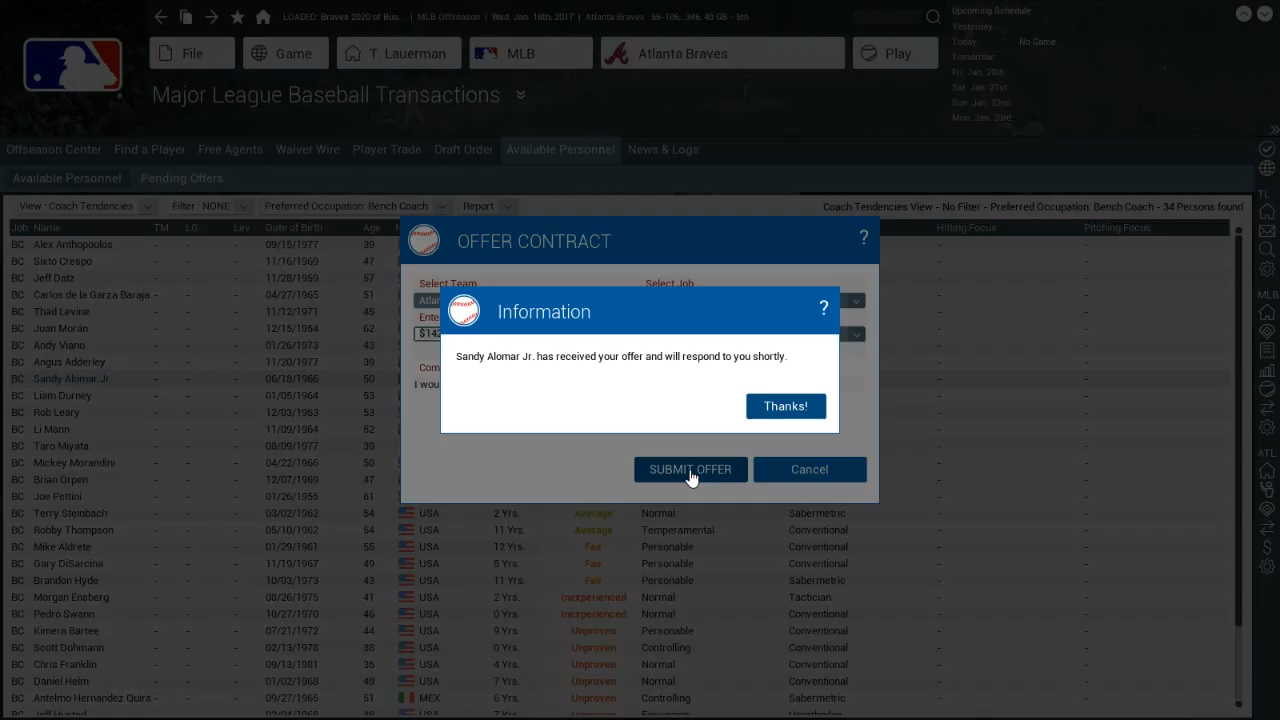 LOADED: Braves 2020 of Bus... | MLB Offseason | Wed. Jan. 18th, 2017 | Atlanta Braves 56-106, .346, 40 GB - 5th
Upcoming Schedule
Yesterday
Today. No Game
Tomorrow
Fri. Jan. 20th
Sat. Jan. 21st
Sun. Jan. 22nd
Mon. Jan. 23rd
File Game T. Lauerman MLB Atlanta Braves Play
Major League Baseball Transactions
Offseason Center Find a Player Free Agents Waiver Wire Player Trade Draft Order Available Personnel News & Logs
Available Personnel Pending Offers
View : Coach Tendencies Filter : NONE Preferred Occupation: Bench Coach Report Coach Tendencies View - No Filter - Preferred Occupation: Bench Coach - 34 Persons found
Job Name TM LG Lev Date of Birth Age Hitting Focus Pitching Focus
BC Alex Anthopoulos - - - 09/15/1977 39 - -
BC Sixto Crespo - - - 11/16/1969 47 - -
BC Jeff Datz - - - 11/28/1959 57 - -
BC Carlos de la Garza Baraja - - - 04/27/1965 51 - -
BC Thad Levine - - - 11/12/1971 45 - -
BC Juan Morán - - - 12/15/1954 62 - -
BC Andy Viano - - - 01/26/1973 43 - -
BC Angus Adderley - - - 11/20/1977 39 - -
BC Sandy Alomar Jr. - - - 06/18/1966 50 - -
BC Liam Durney - - - 01/05/1964 53 - -
BC Rob Leary - - - 12/03/1963 53 - -
BC Li Mann - - - 11/09/1964 52 - -
BC Taro Miyata - - - 08/09/1977 39 - -
BC Mickey Morandini - - - 04/22/1966 50 - -
BC Brian Orpen - - - 12/07/1969 47 - -
BC Joe Pettini - - - 01/26/1955 61 - -
BC Terry Steinbach - - - 03/02/1962 54 USA 2 Yrs. Average Normal Sabermetric - -
BC Robby Thompson - - - 05/10/1962 54 USA 11 Yrs. Average Temperamental Conventional - -
BC Mike Aldrete - - - 01/29/1961 55 USA 12 Yrs. Fair Personable Conventional - -
BC Gary DiSarcina - - - 11/19/1967 49 USA 8 Yrs. Fair Personable Conventional - -
BC Brandon Hyde - - - 10/03/1973 43 USA 11 Yrs. Fair Personable Sabermetric - -
BC Morgan Ensberg - - - 08/26/1975 41 USA 2 Yrs. Inexperienced Normal Tactician - -
BC Pedro Swann - - - 10/27/1970 46 USA 0 Yrs. Inexperienced Normal Conventional - -
BC Kimera Bartee - - - 07/21/1972 44 USA 9 Yrs. Unproven Personable Conventional - -
BC Scott Dohmann - - - 02/13/1978 38 USA 0 Yrs. Unproven Controlling Conventional - -
BC Chris Franklin - - - 09/13/1981 35 USA 4 Yrs. Unproven Normal Conventional - -
BC Daniel Helm - - - 01/02/1968 49 USA 7 Yrs. Unproven Normal Conventional - -
BC Antelmo Hernandez Quira - - - 09/27/1965 51 MEX 6 Yrs. Unproven Controlling Sabermetric - -
OFFER CONTRACT ?
Select Team Select Job
Atlan
Ente
$142
Com
I wou
SUBMIT OFFER Cancel
Information ?
Sandy Alomar Jr. has received your offer and will respond to you shortly.
Thanks!
TL
MLB
ATL